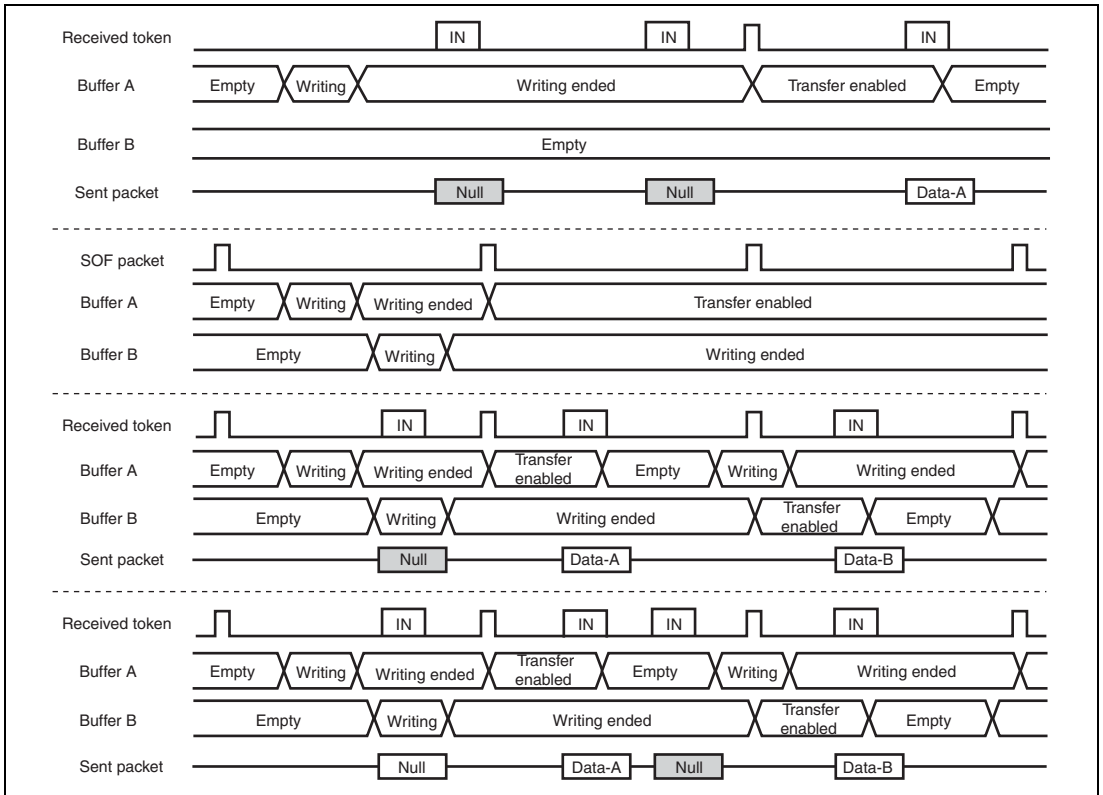 Received token IN IN IN
Buffer A Empty Writing Writing ended Transfer enabled Empty
Buffer B Empty
Sent packet Null Null Data-A
SOF packet
Buffer A Empty Writing Writing ended Transfer enabled
Buffer B Empty Writing Writing ended
Received token IN IN IN
Buffer A Empty Writing Writing ended Transfer enabled Empty Writing Writing ended
Buffer B Empty Writing Writing ended Transfer enabled Empty
Sent packet Null Data-A Data-B
Received token IN IN IN IN
Buffer A Empty Writing Writing ended Transfer enabled Empty Writing Writing ended
Buffer B Empty Writing Writing ended Transfer enabled Empty
Sent packet Null Data-A Null Data-B